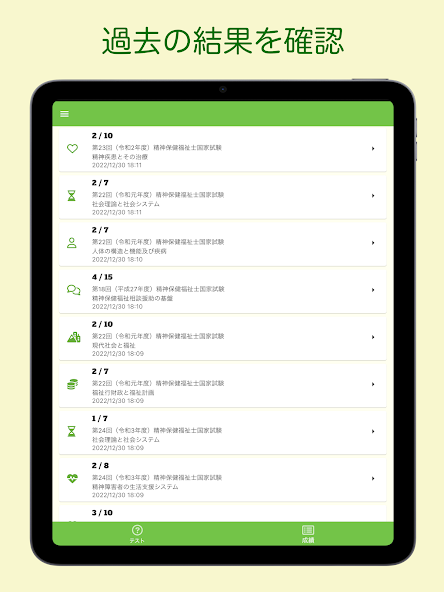 過去の結果を確認
2 / 10
第23回（令和2年度）精神保健福祉士国家試験
精神疾患とその治療
2022/12/30 18:11
2 / 7
第22回（令和元年度）精神保健福祉士国家試験
社会理論と社会システム
2022/12/30 18:11
2 / 7
第22回（令和元年度）精神保健福祉士国家試験
人体の構造と機能及び疾病
2022/12/30 18:10
4 / 15
第18回（平成27年度）精神保健福祉士国家試験
精神保健福祉相談援助の基盤
2022/12/30 18:10
2 / 10
第22回（令和元年度）精神保健福祉士国家試験
現代社会と福祉
2022/12/30 18:09
2 / 7
第22回（令和元年度）精神保健福祉士国家試験
福祉行財政と福祉計画
2022/12/30 18:09
1 / 7
第24回（令和3年度）精神保健福祉士国家試験
社会理論と社会システム
2022/12/30 18:09
2 / 8
第24回（令和3年度）精神保健福祉士国家試験
精神障害者の生活支援システム
2022/12/30 18:09
3 / 10
テスト
成績